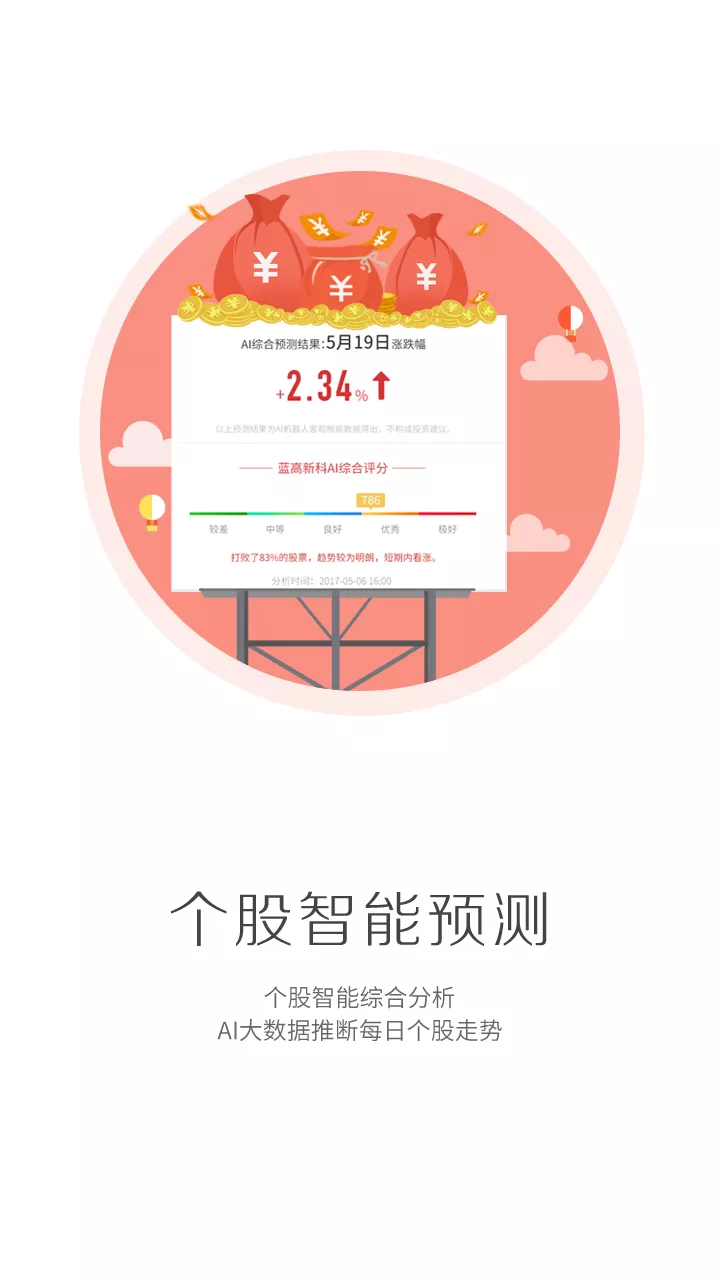 ¥
¥
¥
¥
¥
¥
AI综合预测结果:5月19日涨跌幅
+2.34%
以上预测结果为AI机器人客观根据数据得出，不构成投资建议。
蓝高新科AI综合评分
786
较差 中等 良好 优秀 极好
打败了83%的股票，趋势较为明朗，短期内看涨。
分析时间：2017-05-06 16:00
个股智能预测
个股智能综合分析
AI大数据推断每日个股走势